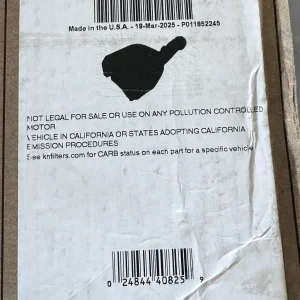 Made in the U.S.A. - 19-Mar-2025 - P011852245
NOT LEGAL FOR SALE OR USE ON ANY POLLUTION CONTROLLED
MOTOR
VEHICLE IN CALIFORNIA OR STATES ADOPTING CALIFORNIA
EMISSION PROCEDURES
See knfilters.com for CARB status on each part for a specific vehicle
0 24844 40825 9